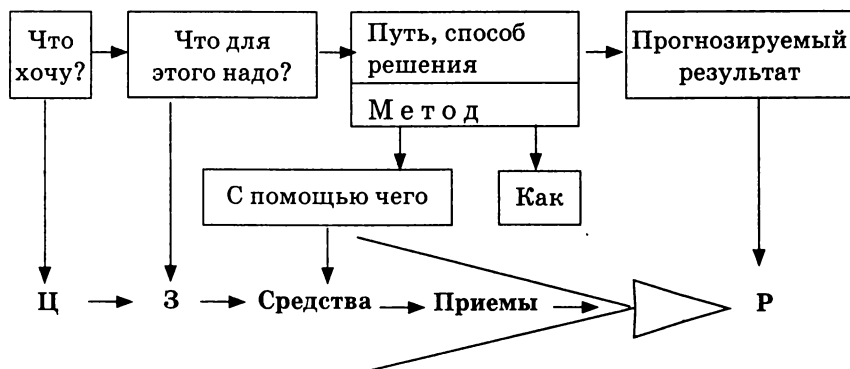 Что
хочу?
Что для
этого надо?
Путь, способ
решения
Метод
Прогнозируемый
результат
С помощью чего
Как
Ц
З
Средства
Приемы
Р